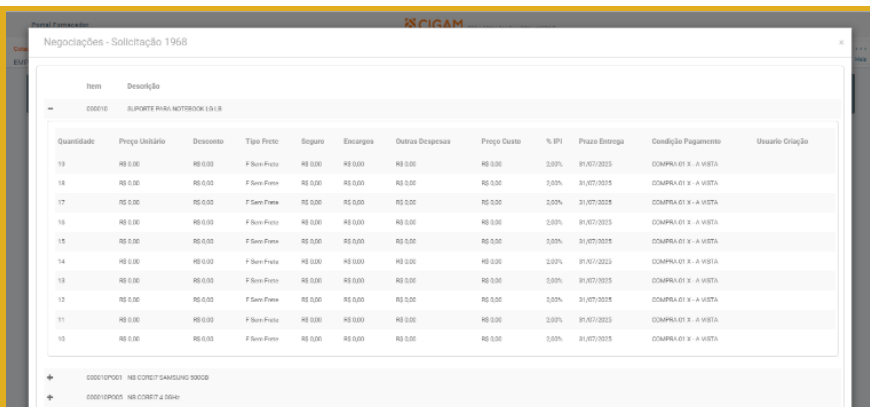 Portal Fornecedor
CIGAM
Negociações - Solicitação 1968 ×
Item Descrição
000010 SUPORTE PARA NOTEBOOK LG LB
Quantidade Preço Unitário Desconto Tipo Frete Seguro Encargos Outras Despesas Preço Custo % IPI Prazo Entrega Condição Pagamento Usuario Criação
19 R$ 0,00 R$ 0,00 F Sem Frete R$ 0,00 R$ 0,00 R$ 0,00 R$ 0,00 2,00% 31/07/2025 COMPRA 01 X - A VISTA
18 R$ 0,00 R$ 0,00 F Sem Frete R$ 0,00 R$ 0,00 R$ 0,00 R$ 0,00 2,00% 31/07/2025 COMPRA 01 X - A VISTA
17 R$ 0,00 R$ 0,00 F Sem Frete R$ 0,00 R$ 0,00 R$ 0,00 R$ 0,00 2,00% 31/07/2025 COMPRA 01 X - A VISTA
16 R$ 0,00 R$ 0,00 F Sem Frete R$ 0,00 R$ 0,00 R$ 0,00 R$ 0,00 2,00% 31/07/2025 COMPRA 01 X - A VISTA
15 R$ 0,00 R$ 0,00 F Sem Frete R$ 0,00 R$ 0,00 R$ 0,00 R$ 0,00 2,00% 31/07/2025 COMPRA 01 X - A VISTA
14 R$ 0,00 R$ 0,00 F Sem Frete R$ 0,00 R$ 0,00 R$ 0,00 R$ 0,00 2,00% 31/07/2025 COMPRA 01 X - A VISTA
13 R$ 0,00 R$ 0,00 F Sem Frete R$ 0,00 R$ 0,00 R$ 0,00 R$ 0,00 2,00% 31/07/2025 COMPRA 01 X - A VISTA
12 R$ 0,00 R$ 0,00 F Sem Frete R$ 0,00 R$ 0,00 R$ 0,00 R$ 0,00 2,00% 31/07/2025 COMPRA 01 X - A VISTA
11 R$ 0,00 R$ 0,00 F Sem Frete R$ 0,00 R$ 0,00 R$ 0,00 R$ 0,00 2,00% 31/07/2025 COMPRA 01 X - A VISTA
10 R$ 0,00 R$ 0,00 F Sem Frete R$ 0,00 R$ 0,00 R$ 0,00 R$ 0,00 2,00% 31/07/2025 COMPRA 01 X - A VISTA
000010P001 NB COREI7 SAMSUNG 500GB
000010P005 NB COREI7 4.0GHz